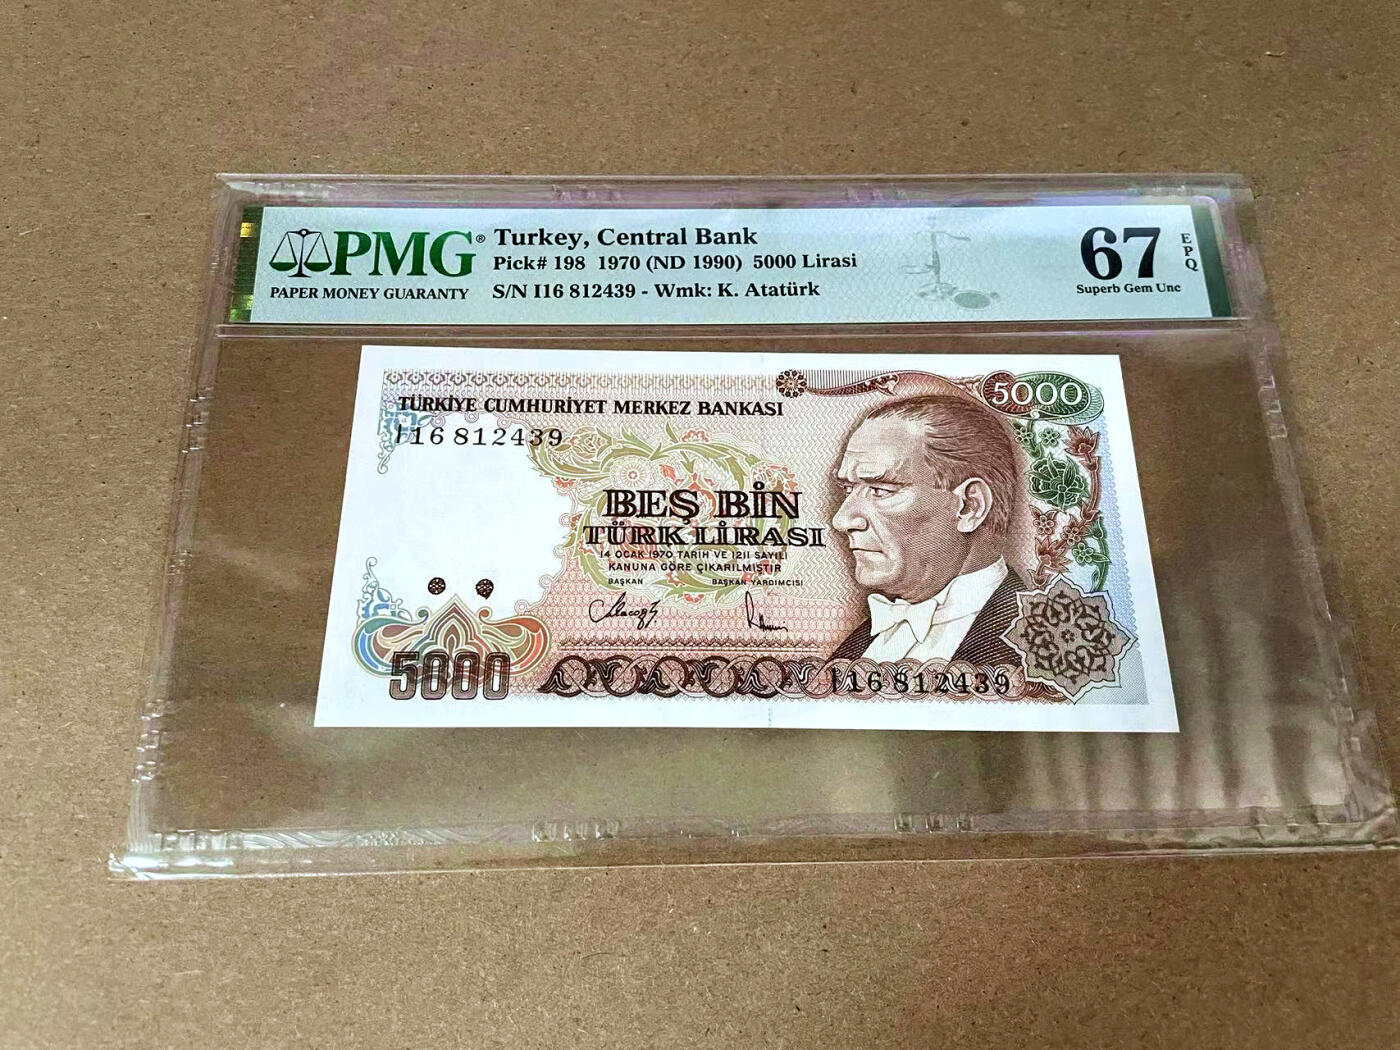 PMG®
PAPER MONEY GUARANTY
Turkey, Central Bank
Pick# 198 1970 (ND 1990) 5000 Lirasi
S/N I16 812439 - Wmk: K. Atatürk
67
EPQ
Superb Gem Unc
5000
TÜRKİYE CUMHURİYET MERKEZ BANKASI
I16 812439
BEŞ BİN
TÜRK LİRASI
14 OCAK 1970 TARİH VE 1211 SAYILI
KANUNA GÖRE ÇIKARILMIŞTIR
BAŞKAN BAŞKAN YARDIMCISI
5000
I16 812439